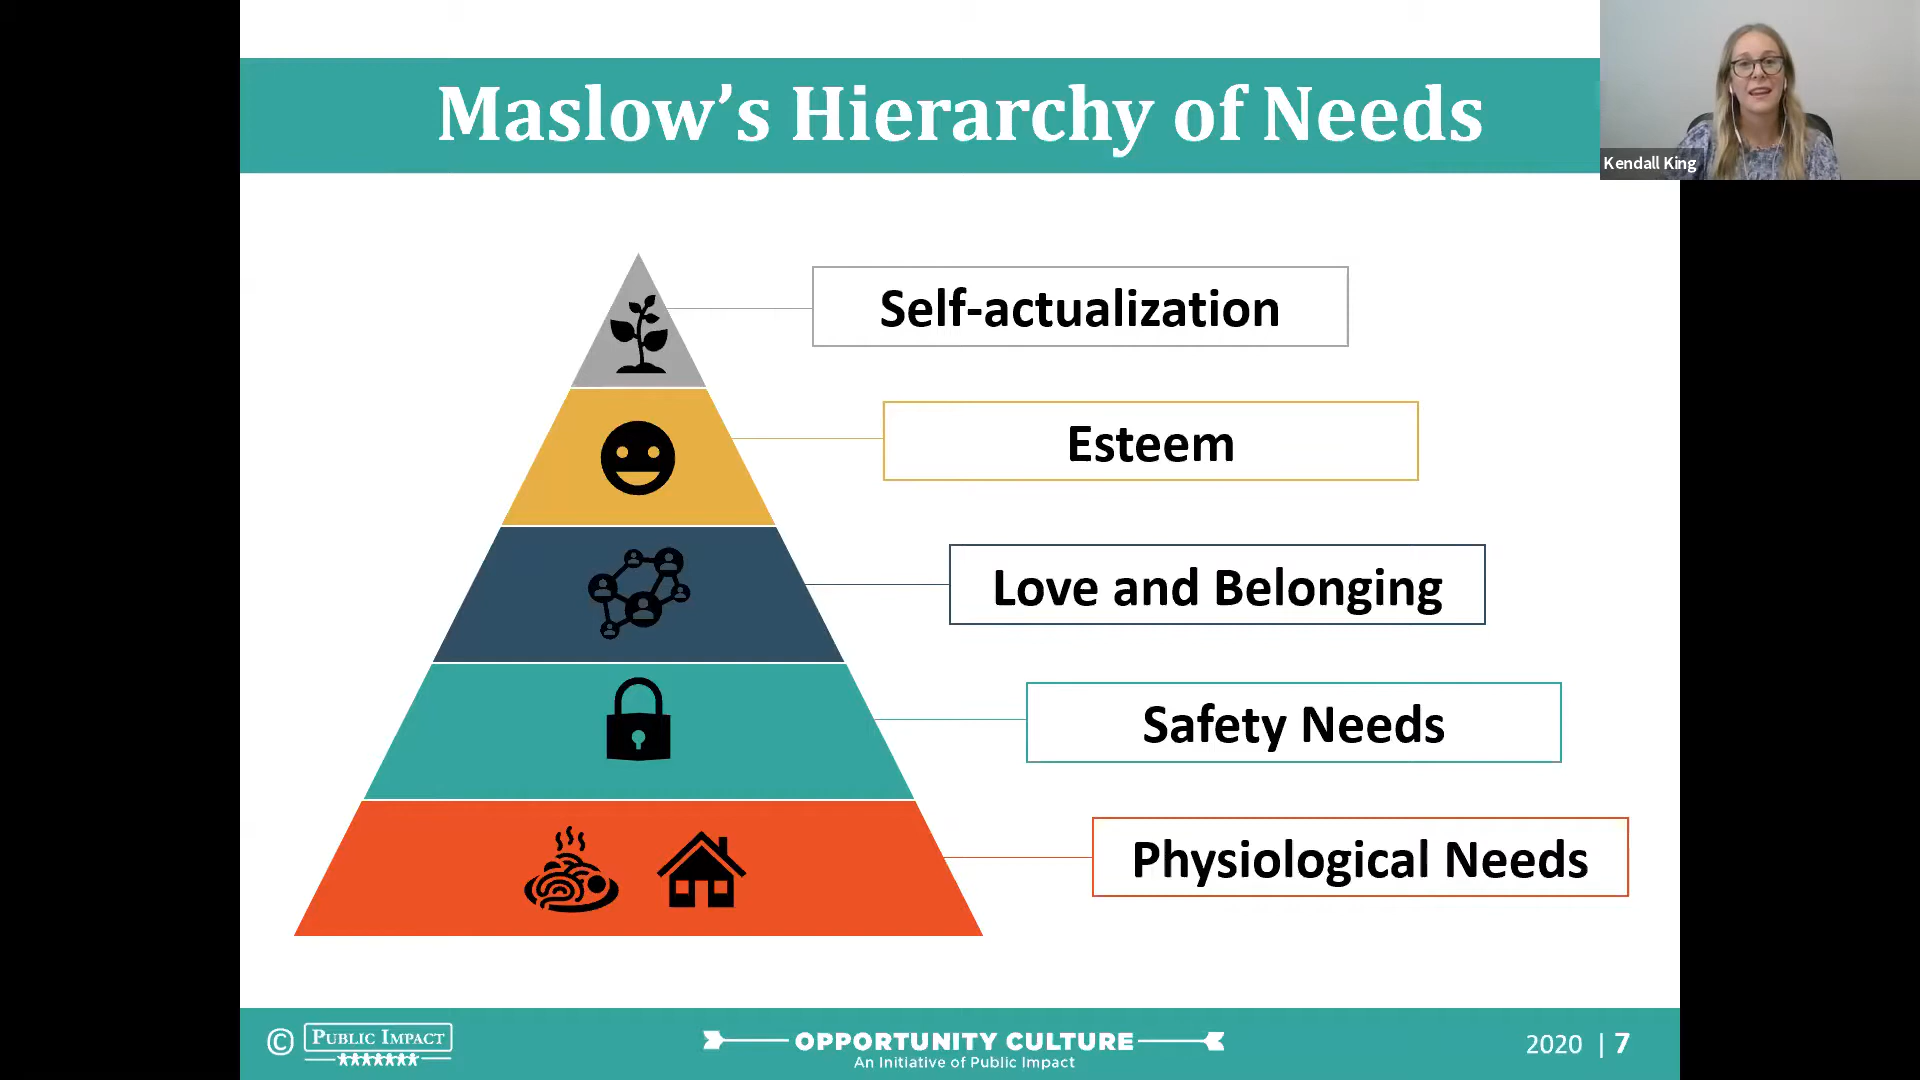 Maslow’s Hierarchy of Needs
Kendall King
Self-actualization
Esteem
Love and Belonging
Safety Needs
Physiological Needs
© PUBLIC IMPACT
OPPORTUNITY CULTURE
An Initiative of Public Impact
2020 | 7